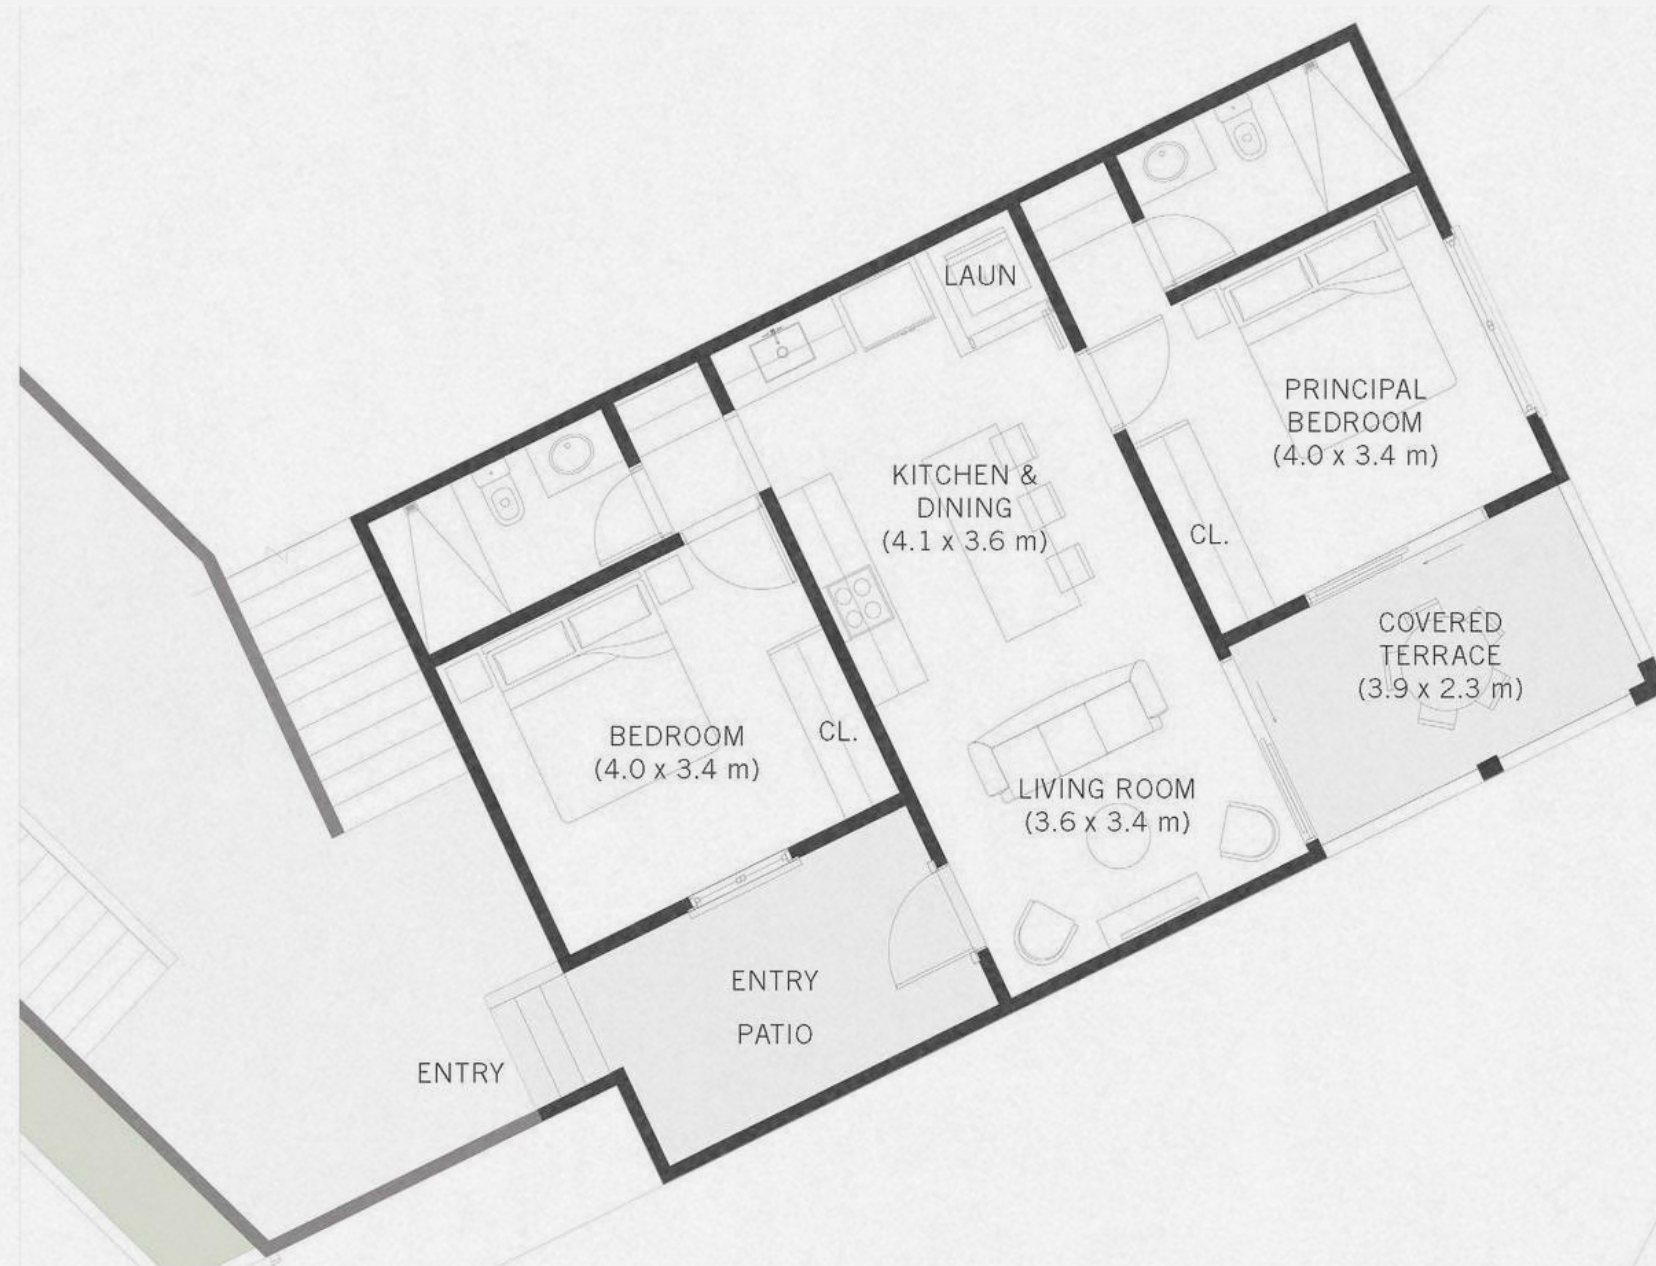 LAUN
PRINCIPAL
BEDROOM
(4.0 x 3.4 m)
KITCHEN &
DINING
(4.1 x 3.6 m)
CL.
COVERED
TERRACE
(3.9 x 2.3 m)
BEDROOM
(4.0 x 3.4 m)
CL.
LIVING ROOM
(3.6 x 3.4 m)
ENTRY
PATIO
ENTRY